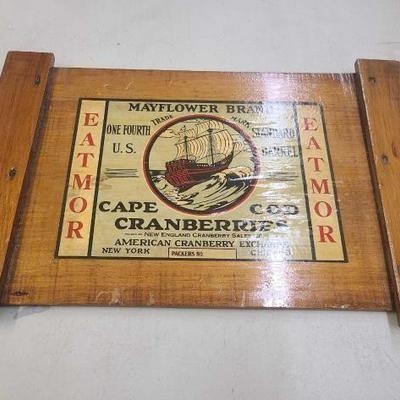 MAYFLOWER BRAND
TRADE MARK
ONE FOURTH STANDARD
U.S. BARREL
EATMOR
EATMOR
CAPE COD
CRANBERRIES
NEW ENGLAND CRANBERRY SALES
AMERICAN CRANBERRY EXCHANGE
NEW YORK
PACKERS NO.